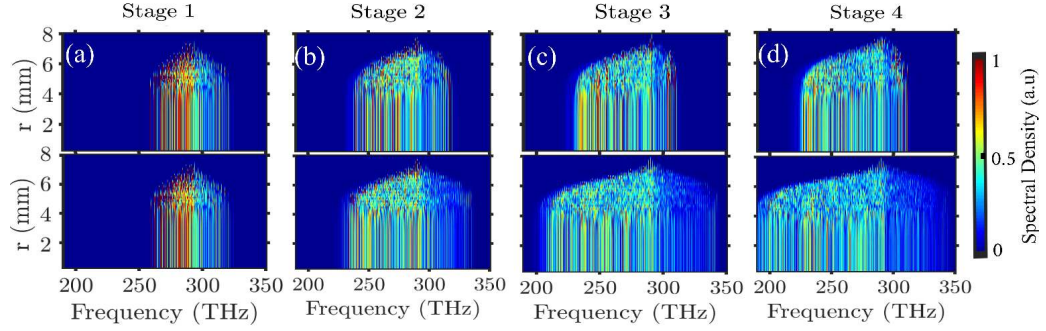 Stage 1 Stage 2 Stage 3 Stage 4
(a) (b) (c) (d)
r (mm)
8
6
4
2
r (mm)
8
6
4
2
1
0.5
0
Spectral Density (a.u)
200 250 300 350 200 250 300 350 200 250 300 350 200 250 300 350
Frequency (THz) Frequency (THz) Frequency (THz) Frequency (THz)